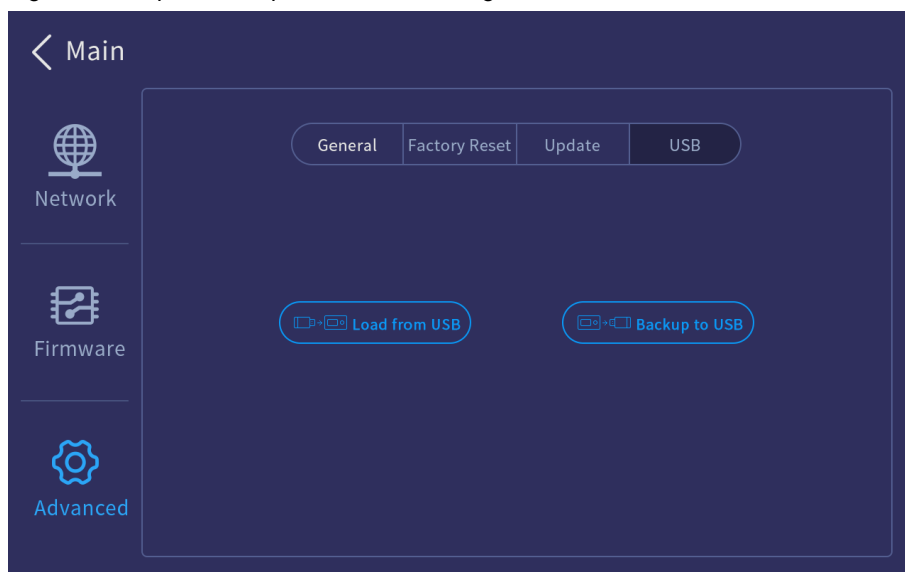 Main
General Factory Reset Update USB
Network
Load from USB Backup to USB
Firmware
Advanced